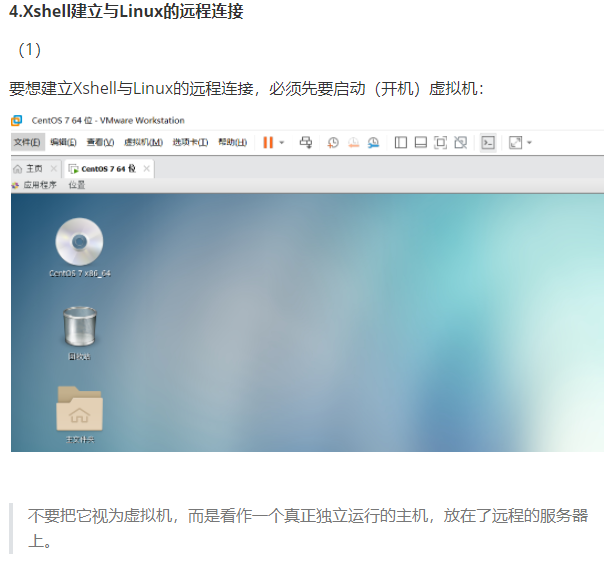 4.Xshell建立与Linux的远程连接
（1）
要想建立Xshell与Linux的远程连接，必须先要启动（开机）虚拟机：
CentOS 7 64 位 - VMware Workstation
文件(F) 编辑(E) 查看(V) 虚拟机(M) 选项卡(T) 帮助(H)
主页 CentOS 7 64 位
应用程序 位置
CentOS 7 x86_64
回收站
主文件夹
不要把它视为虚拟机，而是看作一个真正独立运行的主机，放在了远程的服务器
上。